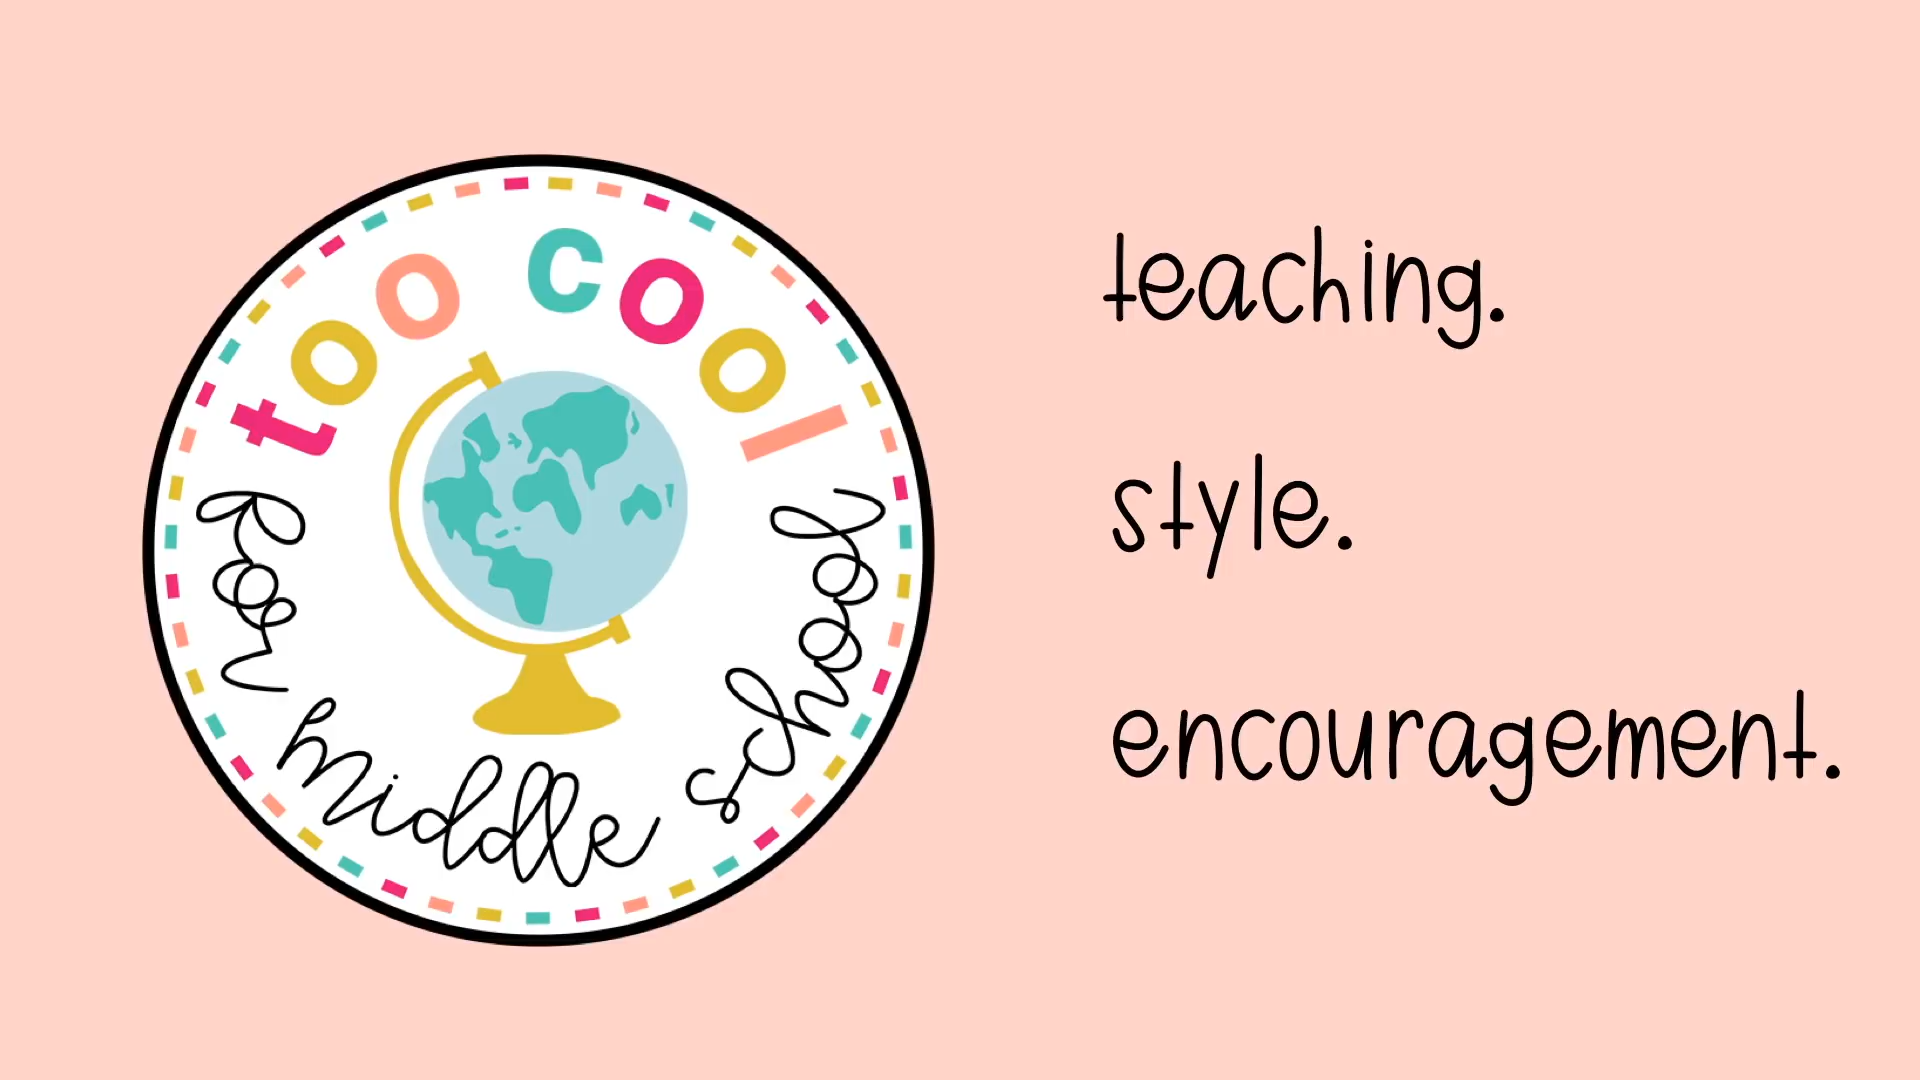 too cool
for middle school
teaching.
style.
encouragement.